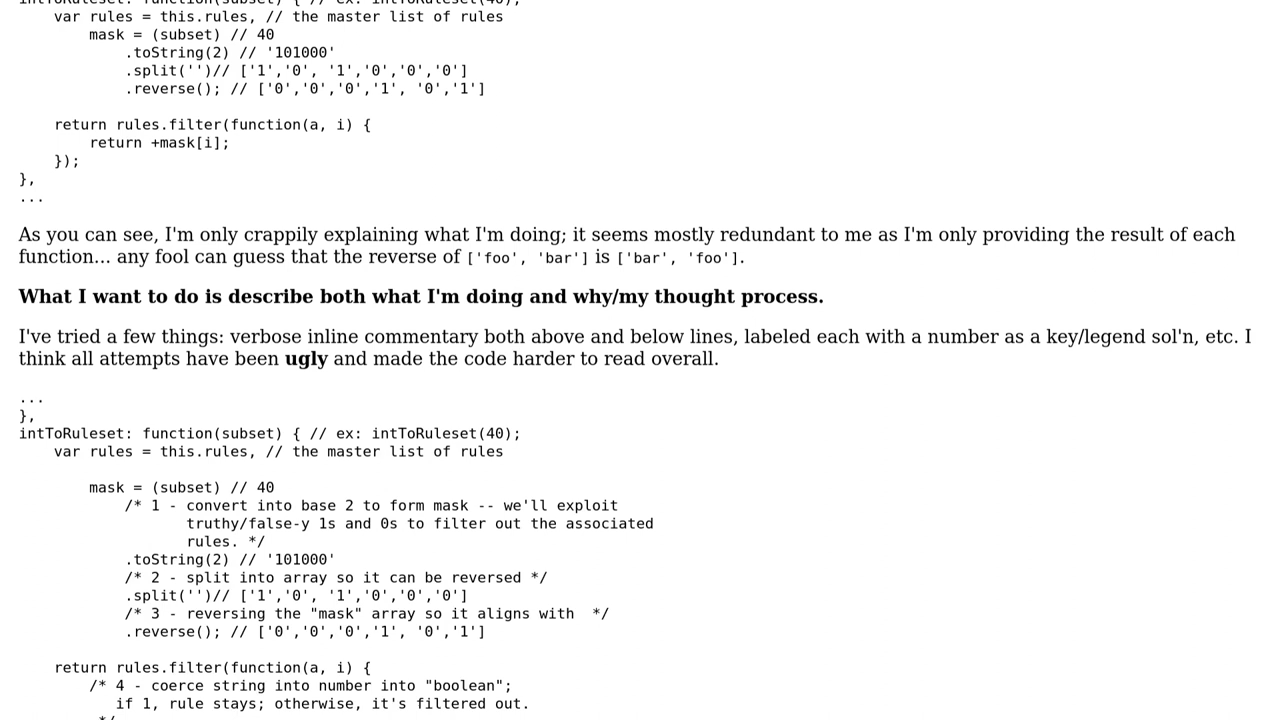 intToRuleset: function(subset) { // ex: intToRuleset(40);
    var rules = this.rules, // the master list of rules
        mask = (subset) // 40
            .toString(2) // '101000'
            .split('')// ['1','0', '1','0','0','0']
            .reverse(); // ['0','0','0','1', '0','1']

    return rules.filter(function(a, i) {
        return +mask[i];
    });
},
...
As you can see, I'm only crappily explaining what I'm doing; it seems mostly redundant to me as I'm only providing the result of each
function... any fool can guess that the reverse of ['foo', 'bar'] is ['bar', 'foo'].
What I want to do is describe both what I'm doing and why/my thought process.
I've tried a few things: verbose inline commentary both above and below lines, labeled each with a number as a key/legend sol'n, etc. I
think all attempts have been ugly and made the code harder to read overall.
...
},
intToRuleset: function(subset) { // ex: intToRuleset(40);
    var rules = this.rules, // the master list of rules

        mask = (subset) // 40
            /* 1 - convert into base 2 to form mask -- we'll exploit
                   truthy/false-y 1s and 0s to filter out the associated
                   rules. */
            .toString(2) // '101000'
            /* 2 - split into array so it can be reversed */
            .split('')// ['1','0', '1','0','0','0']
            /* 3 - reversing the "mask" array so it aligns with  */
            .reverse(); // ['0','0','0','1', '0','1']

    return rules.filter(function(a, i) {
        /* 4 - coerce string into number into "boolean";
           if 1, rule stays; otherwise, it's filtered out.
         */